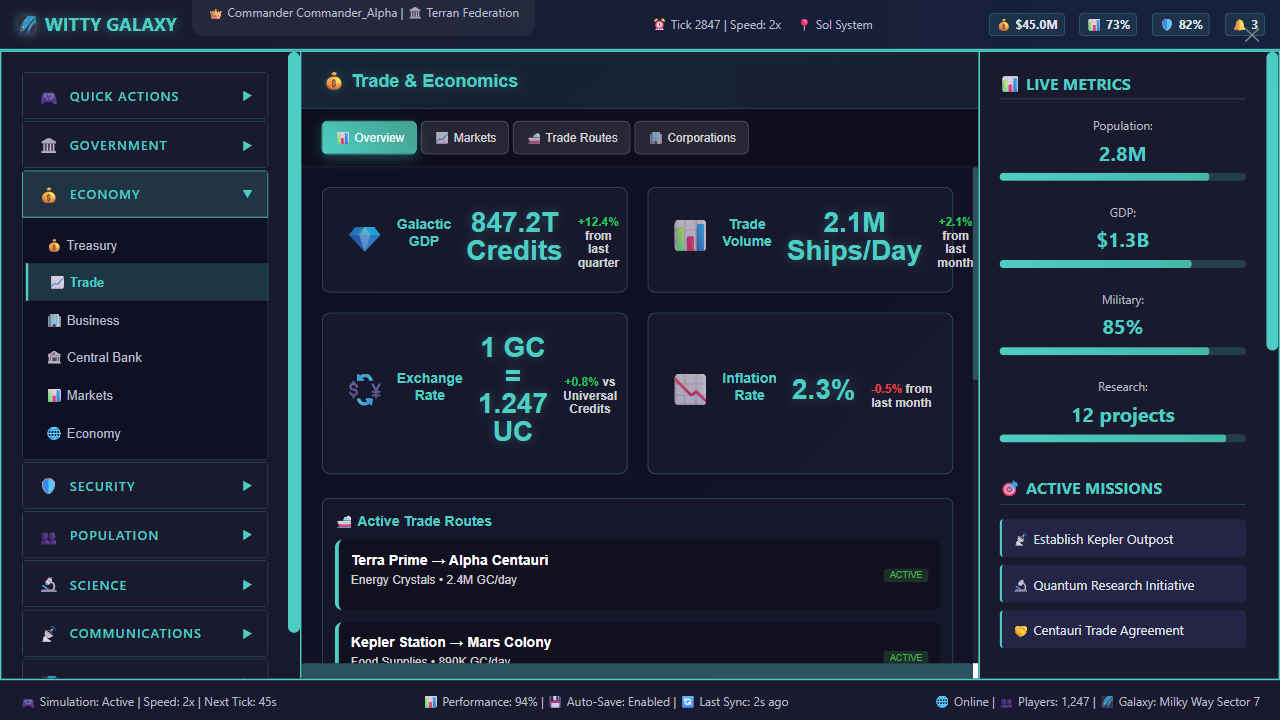 WITTY GALAXY
Commander Commander_Alpha | Terran Federation
Tick 2847 | Speed: 2x
Sol System
$45.0M
73%
82%
3
QUICK ACTIONS
GOVERNMENT
ECONOMY
Treasury
Trade
Business
Central Bank
Markets
Economy
SECURITY
POPULATION
SCIENCE
COMMUNICATIONS
Trade & Economics
Overview
Markets
Trade Routes
Corporations
Galactic
GDP
847.2T
Credits
+12.4%
from
last
quarter
Trade
Volume
2.1M
Ships/Day
+2.1%
from
last
month
Exchange
Rate
1 GC
=
1.247
UC
+0.8% vs
Universal
Credits
Inflation
Rate
2.3%
-0.5% from
last month
Active Trade Routes
Terra Prime → Alpha Centauri
Energy Crystals • 2.4M GC/day
ACTIVE
Kepler Station → Mars Colony
Food Supplies • 890K GC/day
ACTIVE
LIVE METRICS
Population:
2.8M
GDP:
$1.3B
Military:
85%
Research:
12 projects
ACTIVE MISSIONS
Establish Kepler Outpost
Quantum Research Initiative
Centauri Trade Agreement
Simulation: Active | Speed: 2x | Next Tick: 45s
Performance: 94% | Auto-Save: Enabled | Last Sync: 2s ago
Online | Players: 1,247 | Galaxy: Milky Way Sector 7